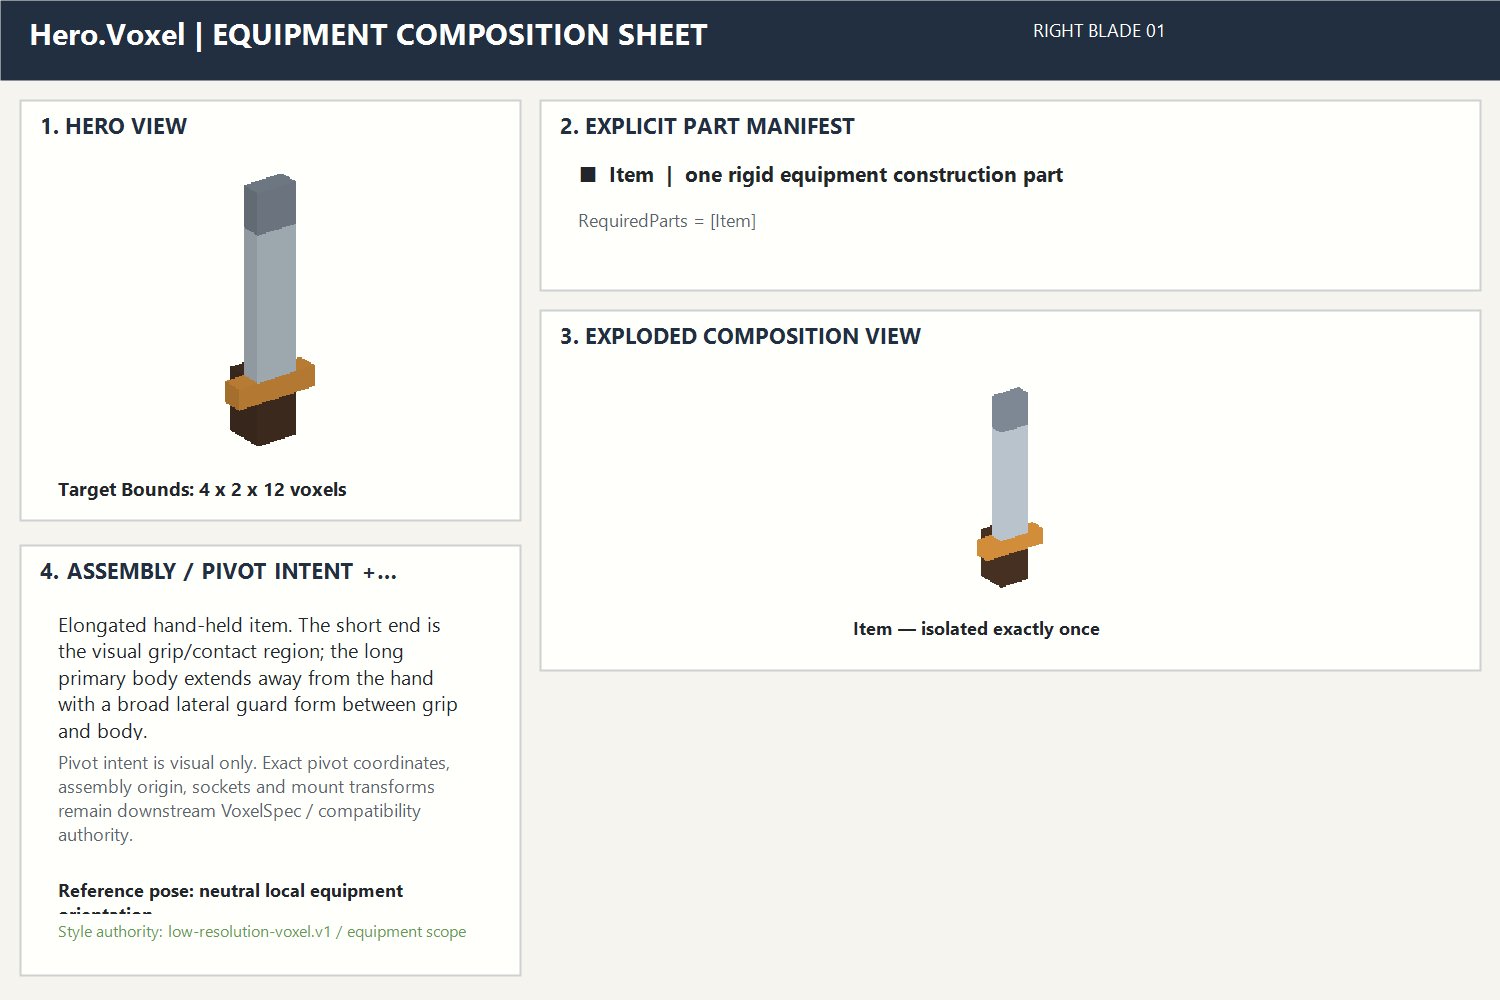 Hero.Voxel | EQUIPMENT COMPOSITION SHEET
RIGHT BLADE 01
1. HERO VIEW
Target Bounds: 4 x 2 x 12 voxels
2. EXPLICIT PART MANIFEST
■ Item | one rigid equipment construction part
RequiredParts = [Item]
3. EXPLODED COMPOSITION VIEW
Item — isolated exactly once
4. ASSEMBLY / PIVOT INTENT +...
Elongated hand-held item. The short end is
the visual grip/contact region; the long
primary body extends away from the hand
with a broad lateral guard form between grip
and body.
Pivot intent is visual only. Exact pivot coordinates,
assembly origin, sockets and mount transforms
remain downstream VoxelSpec / compatibility
authority.
Reference pose: neutral local equipment
orientation
Style authority: low-resolution-voxel.v1 / equipment scope